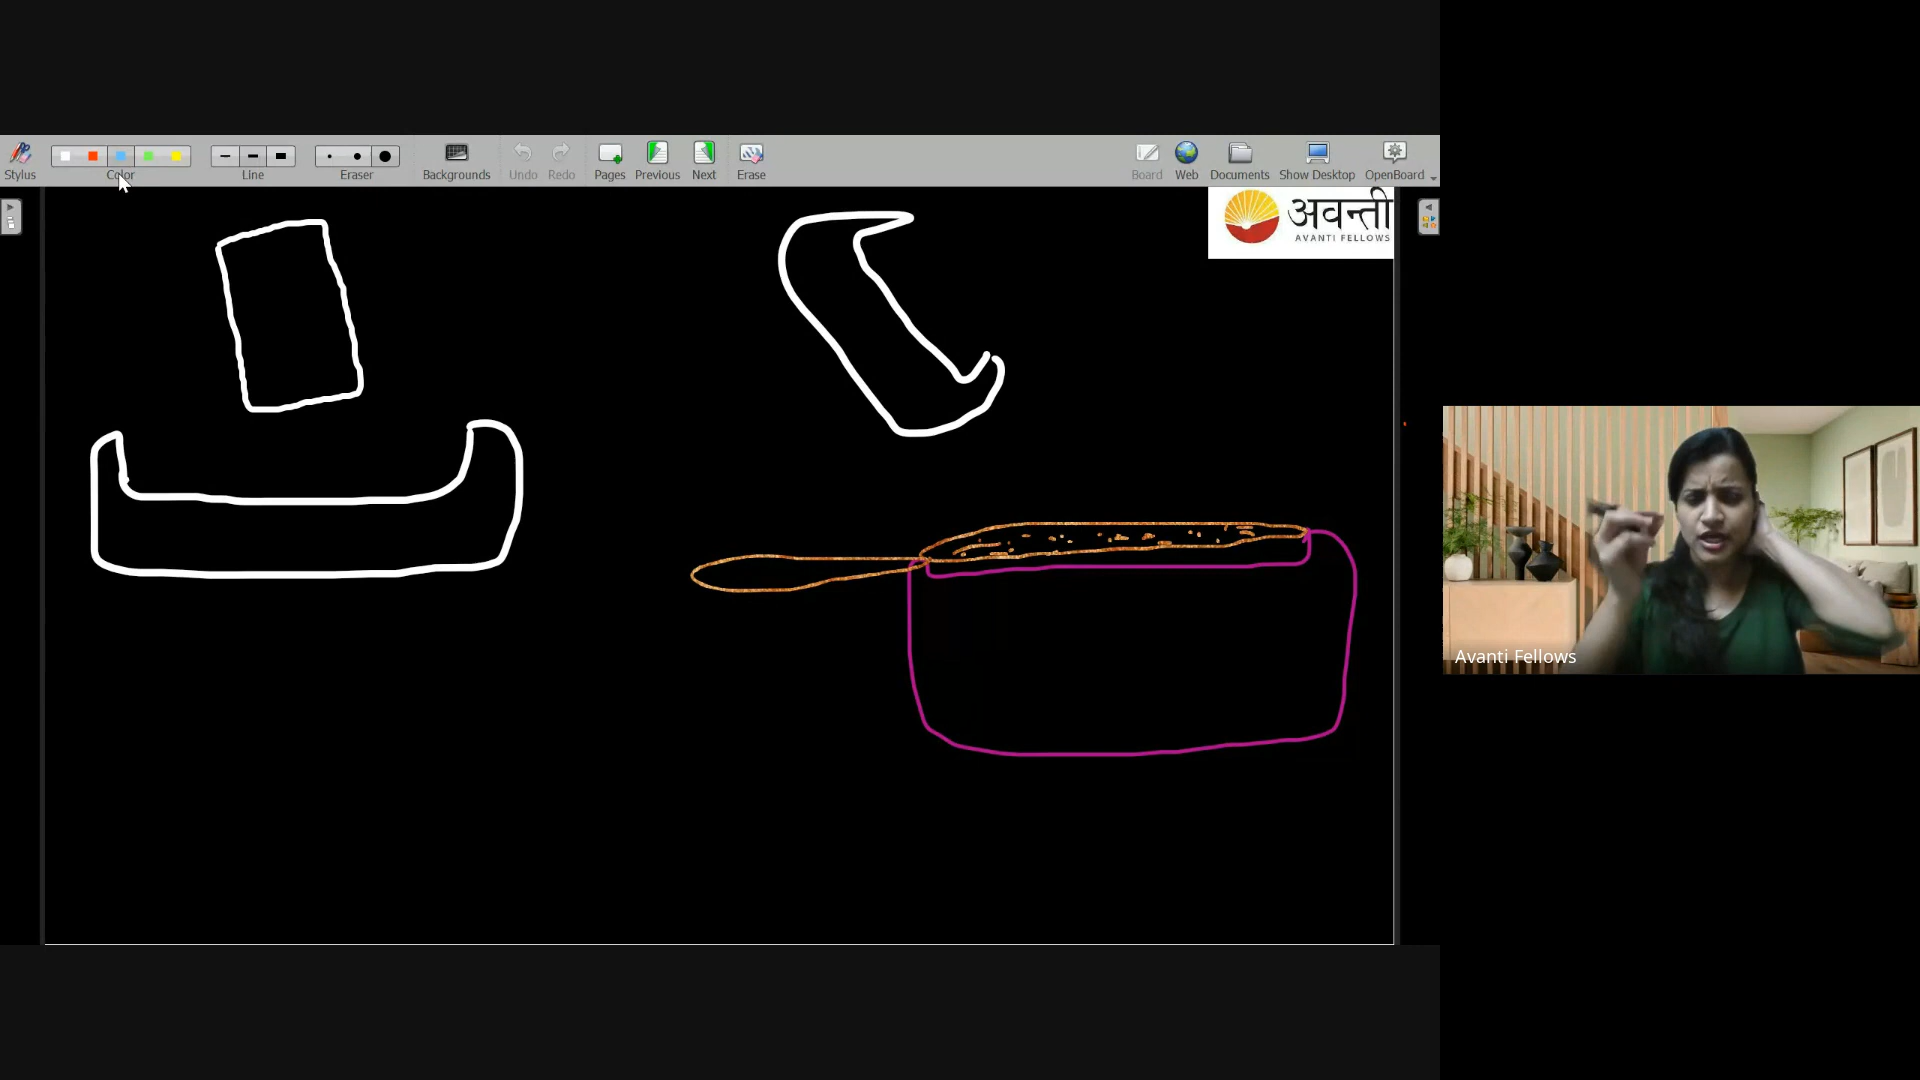 Stylus
Color
Line
Eraser
Backgrounds
Undo
Redo
Pages
Previous
Next
Erase
Board
Web
Documents
Show Desktop
OpenBoard
अवन्ती
AVANTI FELLOWS
Avanti Fellows